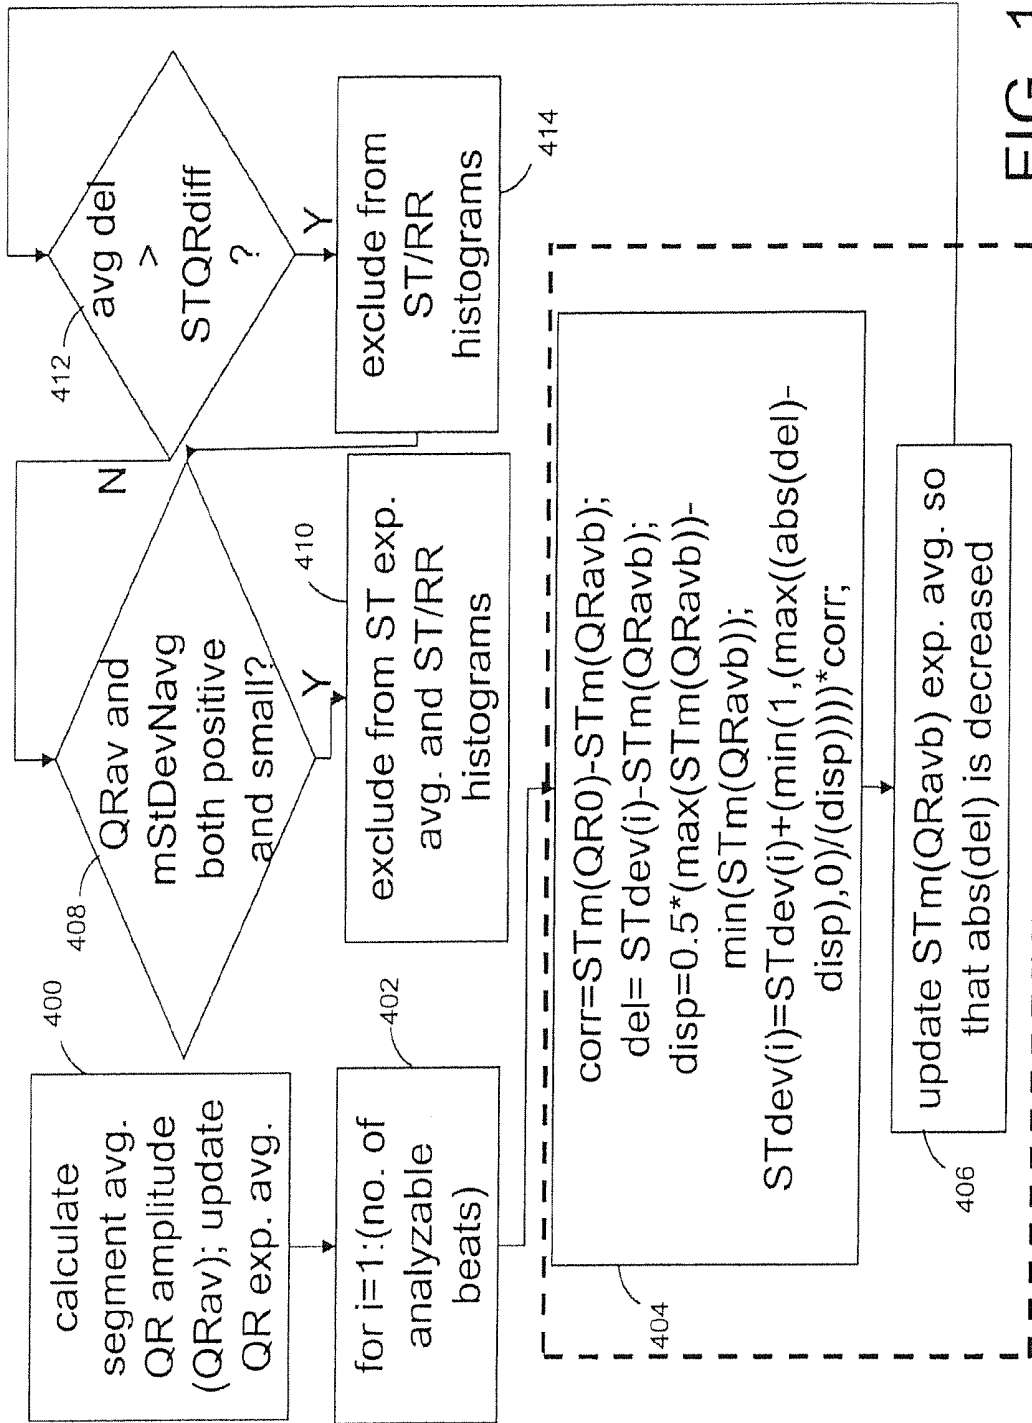 400
calculate
segment avg.
QR amplitude
(QRav); update
QR exp. avg.
402
for i=1:(no. of
analyzable
beats)
404
corr=STm(QR0)-STm(QRavb);
del= STdev(i)-STm(QRavb);
disp=0.5*(max(STm(QRavb))-
min(STm(QRavb));
STdev(i)=STdev(i)+(min(1,(max((abs(del)-
disp),0)/(disp))))*corr;
406
update STm(QRavb) exp. avg. so
that abs(del) is decreased
408
QRav and
mStDevNavg
both positive
and small?
N
Y
410
exclude from ST exp.
avg. and ST/RR
histograms
412
avg del
>
STQRdiff
?
Y
414
exclude from
ST/RR
histograms
FIG. 1